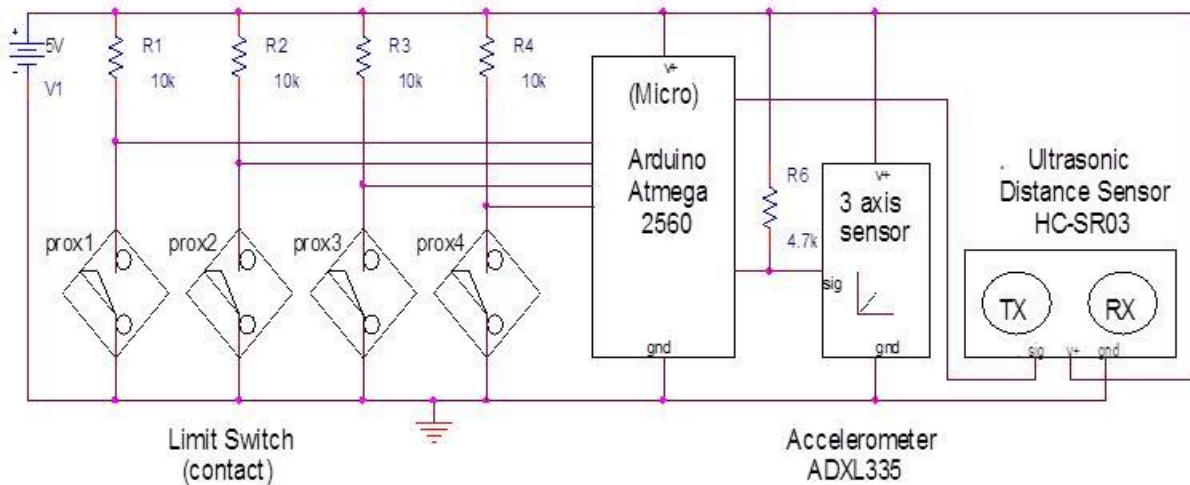 5V
V1
R1
10k
R2
10k
R3
10k
R4
10k
prox1
prox2
prox3
prox4
Limit Switch
(contact)
v+
(Micro)
Arduino
Atmega
2560
gnd
R6
4.7k
v+
3 axis
sensor
sig
gnd
Accelerometer
ADXL335
Ultrasonic
Distance Sensor
HC-SR03
TX
RX
sig
v+
gnd